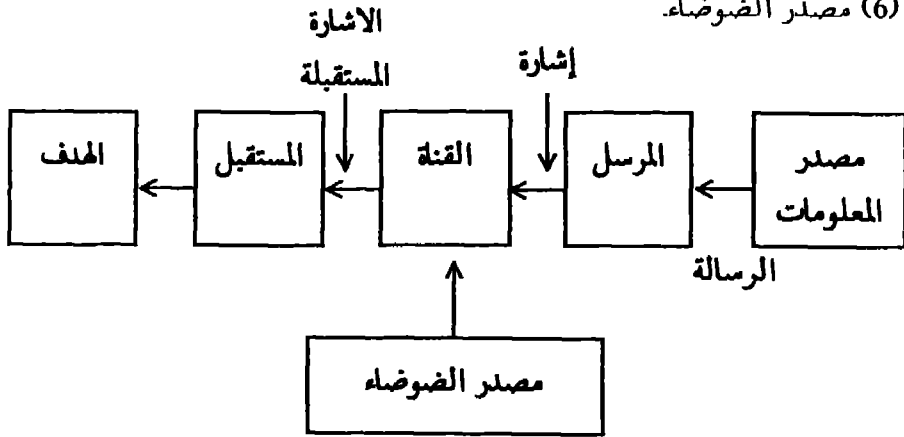 (6) مصدر الضوضاء.
الاشارة
المستقبلة
إشارة
مصدر
المعلومات
المرسل
القناة
المستقبل
الهدف
الرسالة
مصدر الضوضاء